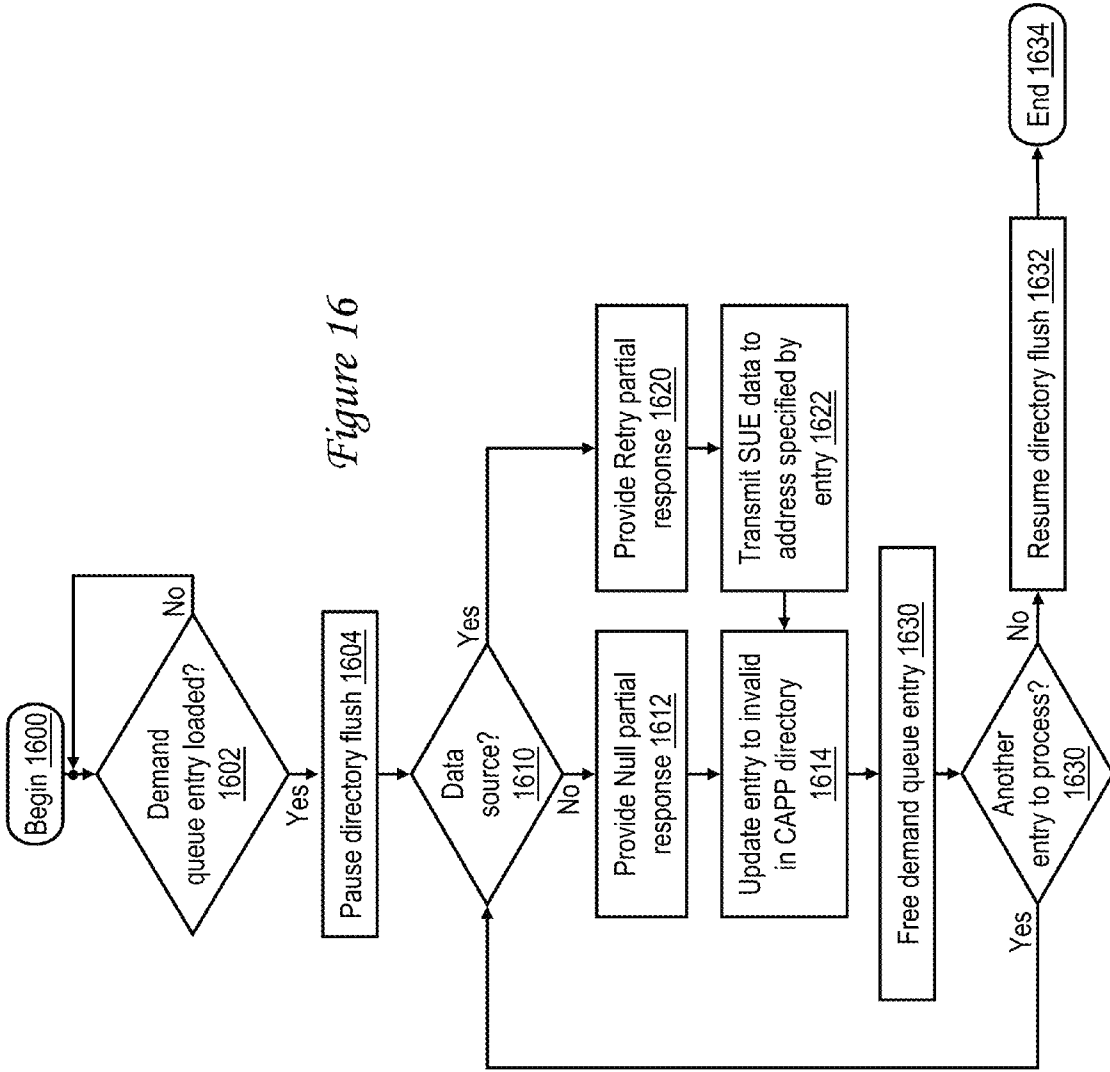 Begin 1600
Demand
queue entry loaded?
1602
No
Yes
Pause directory flush 1604
Data
source?
1610
Yes
No
Provide Null partial
response 1612
Provide Retry partial
response 1620
Update entry to invalid
in CAPP directory
1614
Transmit SUE data to
address specified by
entry 1622
Free demand queue entry 1630
Another
entry to process?
1630
Yes
No
Resume directory flush 1632
End 1634
Figure 16